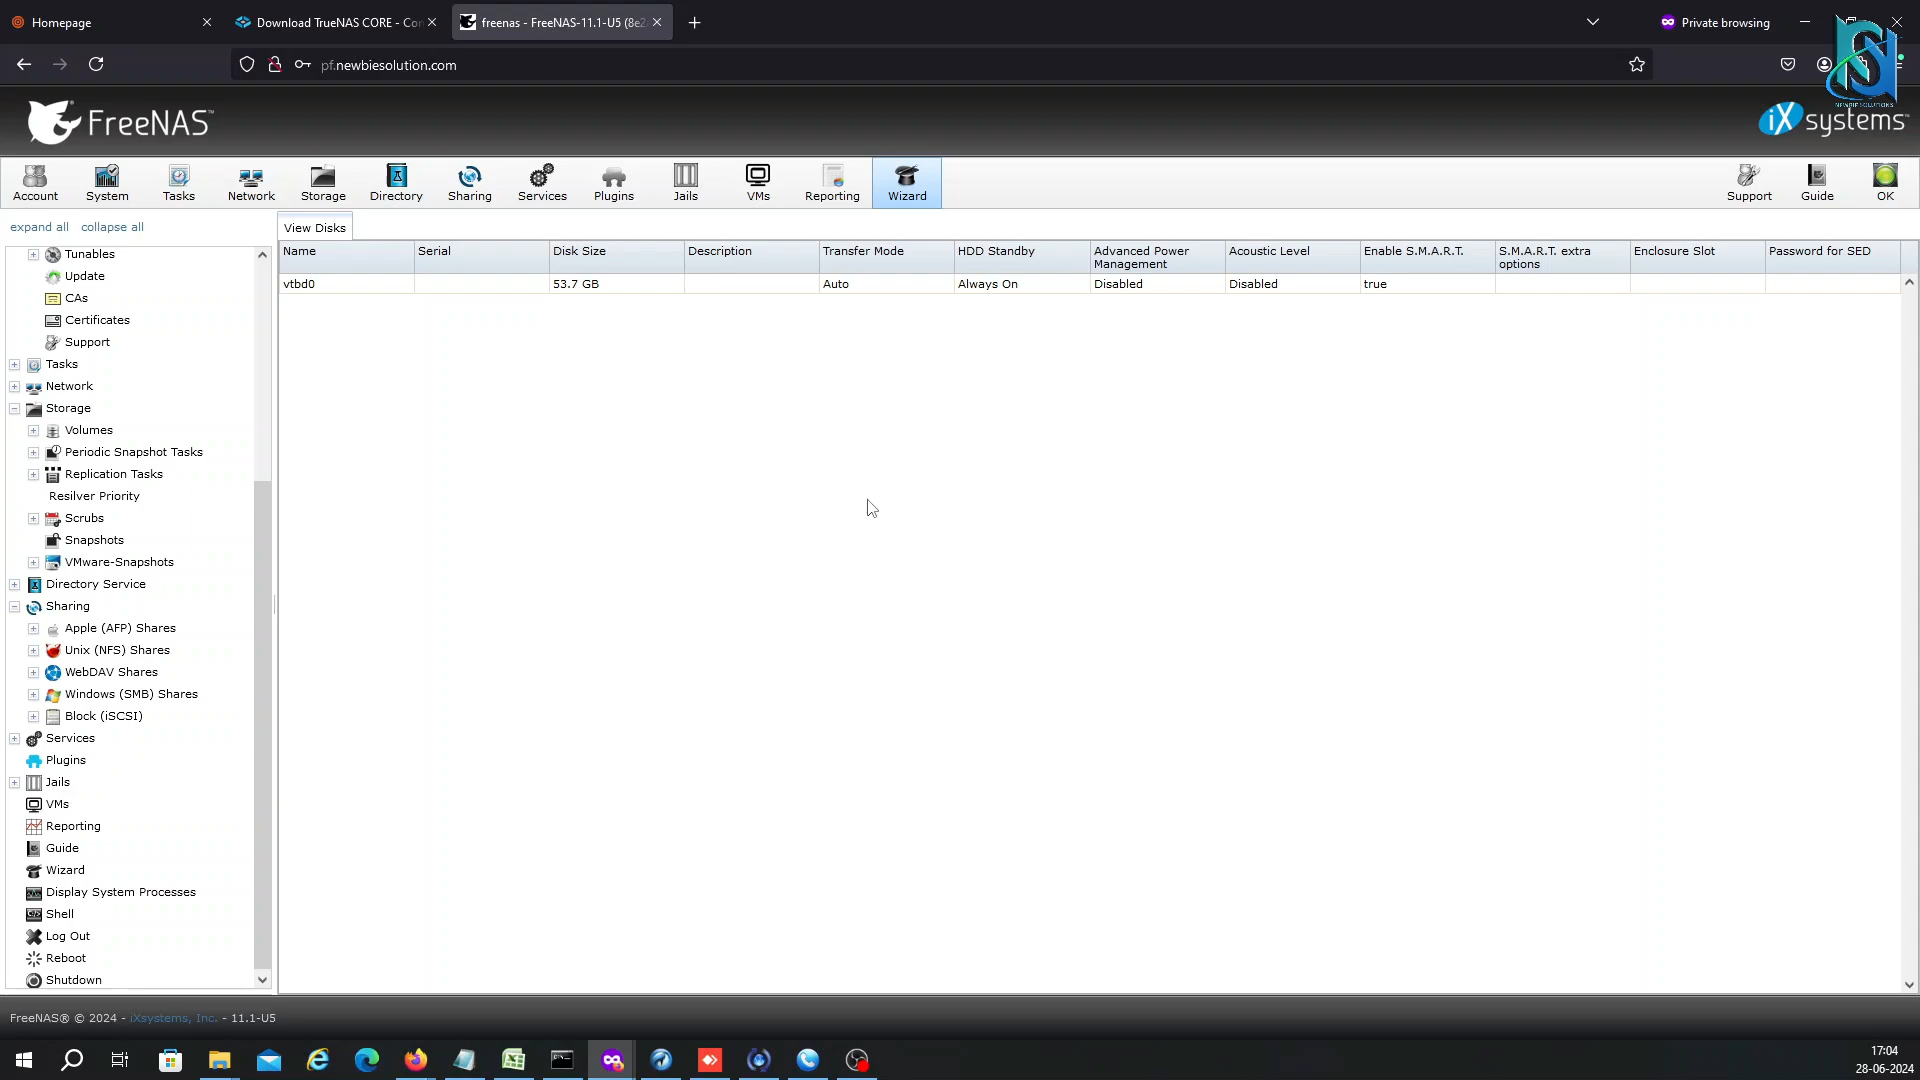 Homepage
Download TrueNAS CORE - Cor
freenas - FreeNAS-11.1-U5 (8e2
Private browsing
pf.newbiesolution.com
NEWBIE SOLUTIONS
FreeNAS™
iXsystems™
Account
System
Tasks
Network
Storage
Directory
Sharing
Services
Plugins
Jails
VMs
Reporting
Wizard
Support
Guide
OK
expand all collapse all
View Disks
Name
Serial
Disk Size
Description
Transfer Mode
HDD Standby
Advanced Power Management
Acoustic Level
Enable S.M.A.R.T.
S.M.A.R.T. extra options
Enclosure Slot
Password for SED
vtbd0
53.7 GB
Auto
Always On
Disabled
Disabled
true
Tunables
Update
CAs
Certificates
Support
Tasks
Network
Storage
Volumes
Periodic Snapshot Tasks
Replication Tasks
Resilver Priority
Scrubs
Snapshots
VMware-Snapshots
Directory Service
Sharing
Apple (AFP) Shares
Unix (NFS) Shares
WebDAV Shares
Windows (SMB) Shares
Block (iSCSI)
Services
Plugins
Jails
VMs
Reporting
Guide
Wizard
Display System Processes
Shell
Log Out
Reboot
Shutdown
FreeNAS® © 2024 - iXsystems, Inc. - 11.1-U5
17:04
28-06-2024